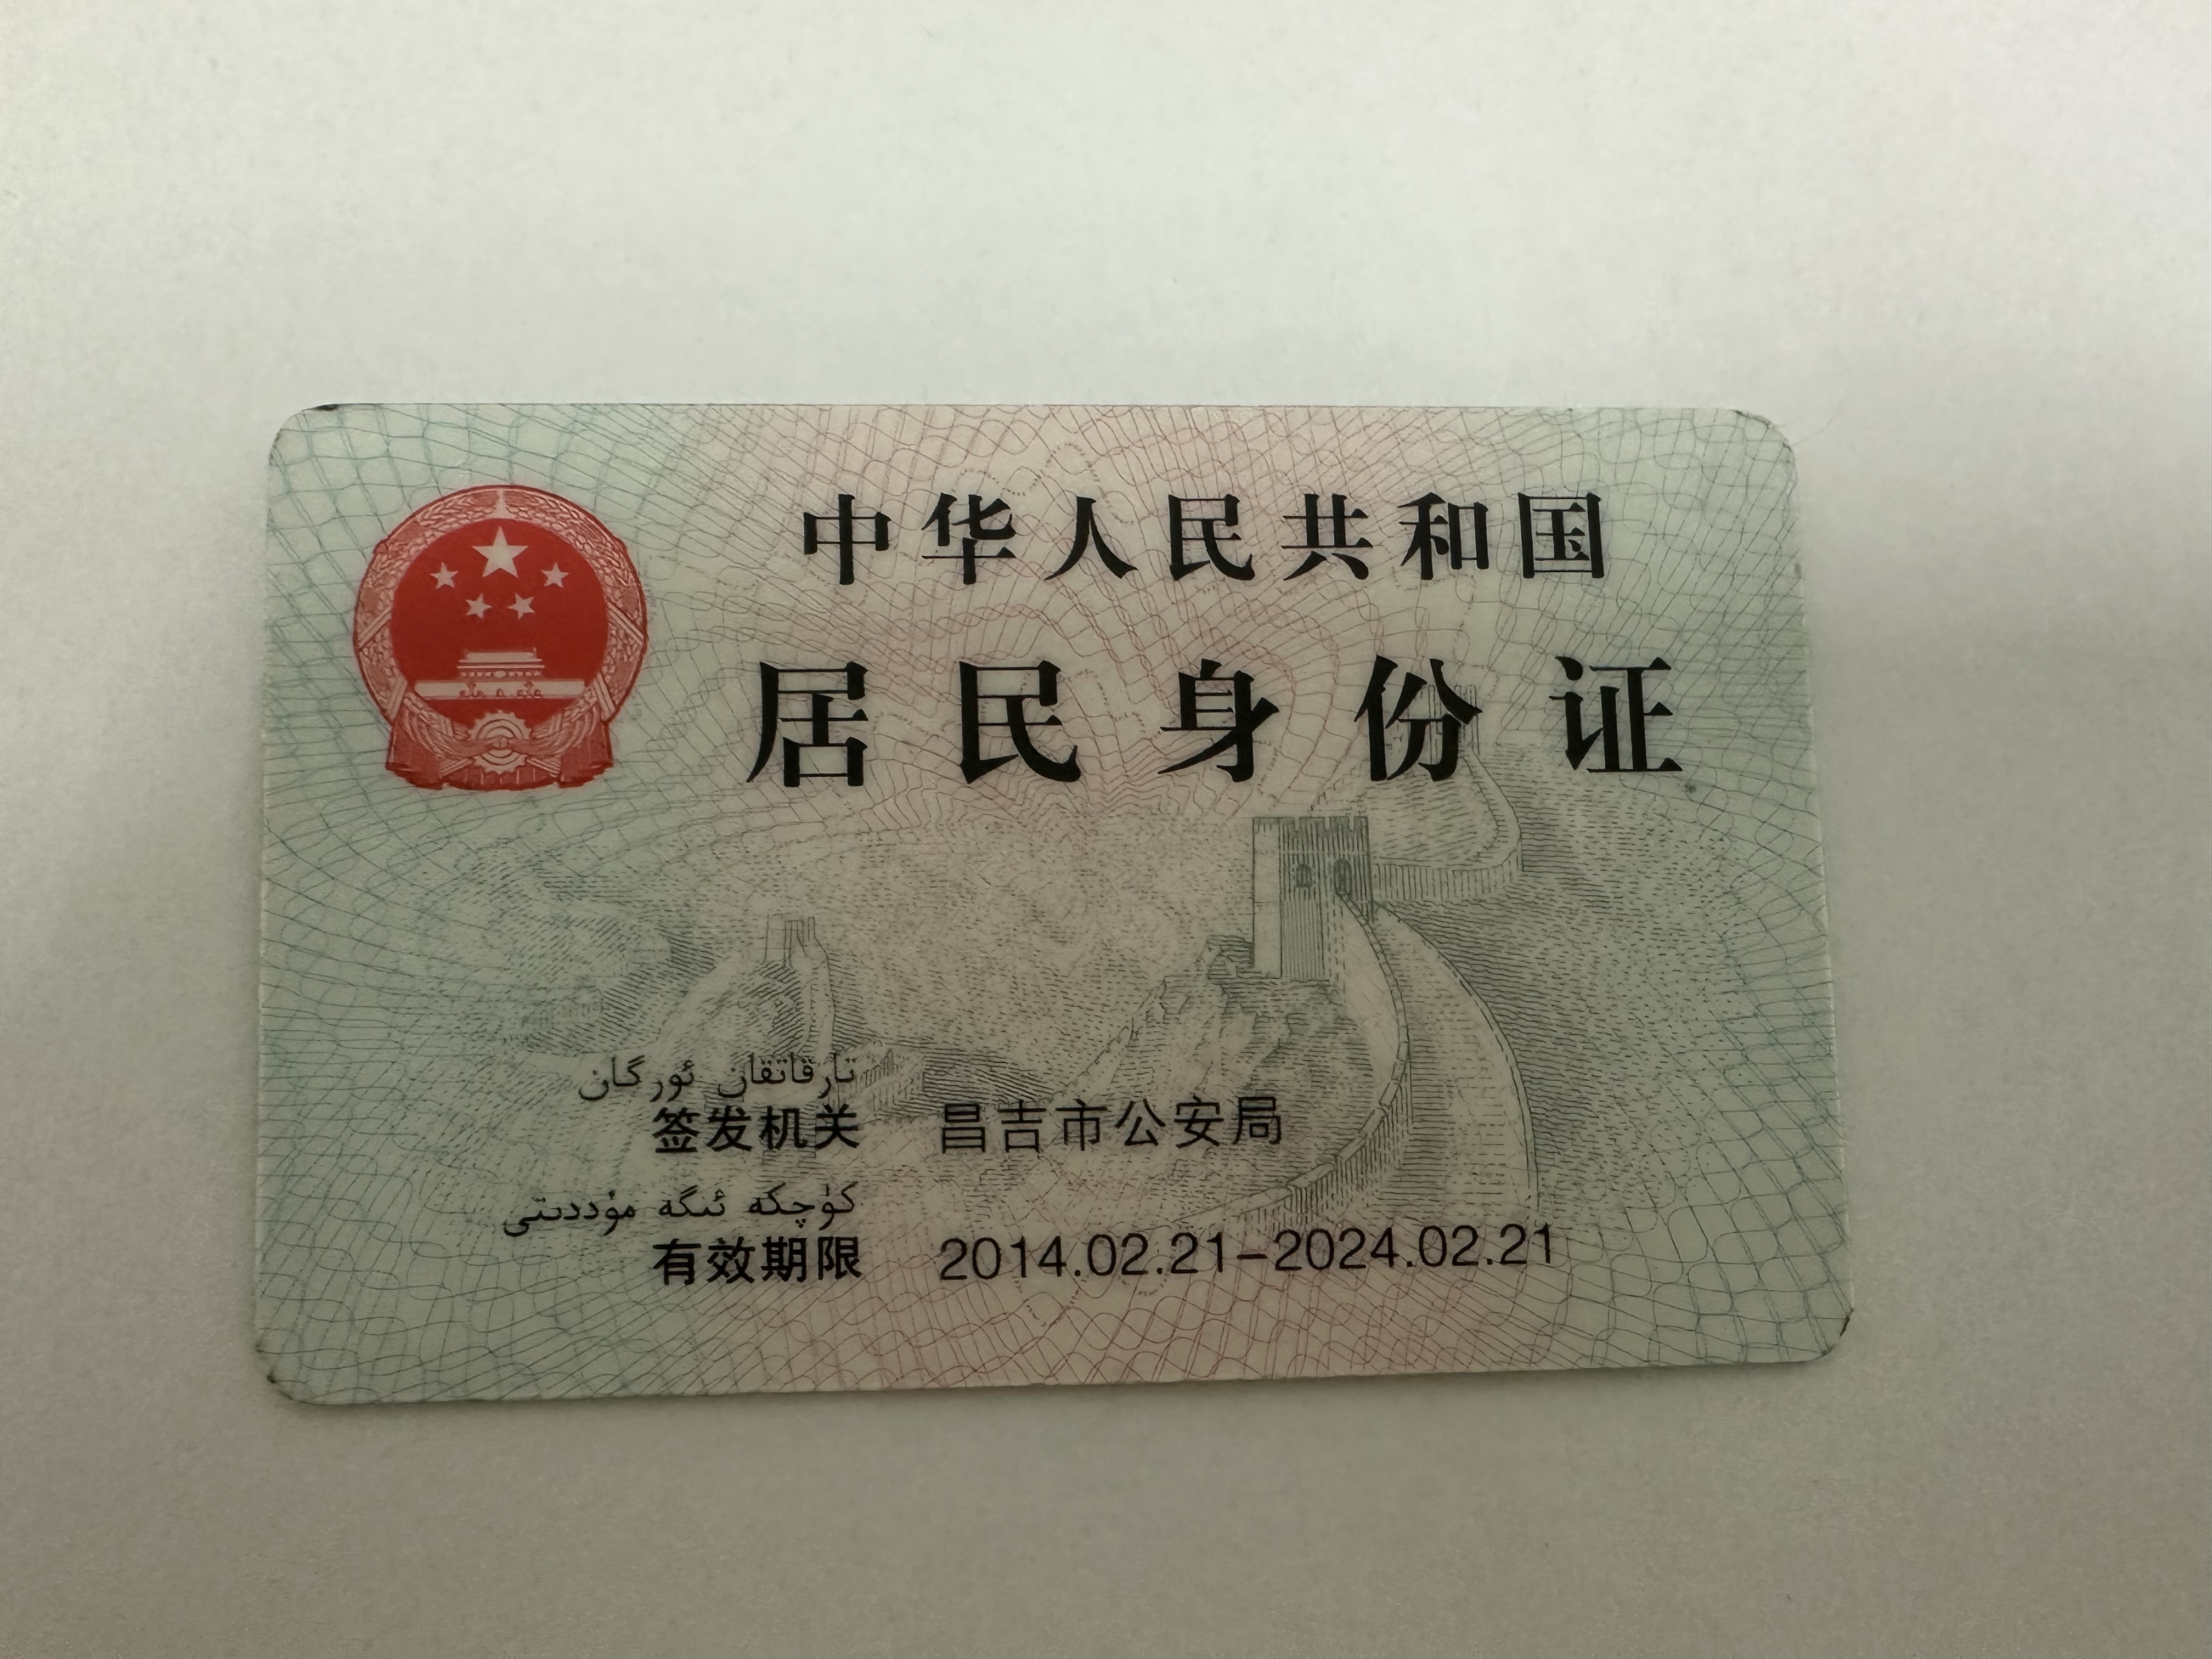 中华人民共和国
居民身份证
تارقاتقان ئورگان
签发机关 昌吉市公安局
كۈچكە ئىگە مۇددىتى
有效期限 2014.02.21-2024.02.21